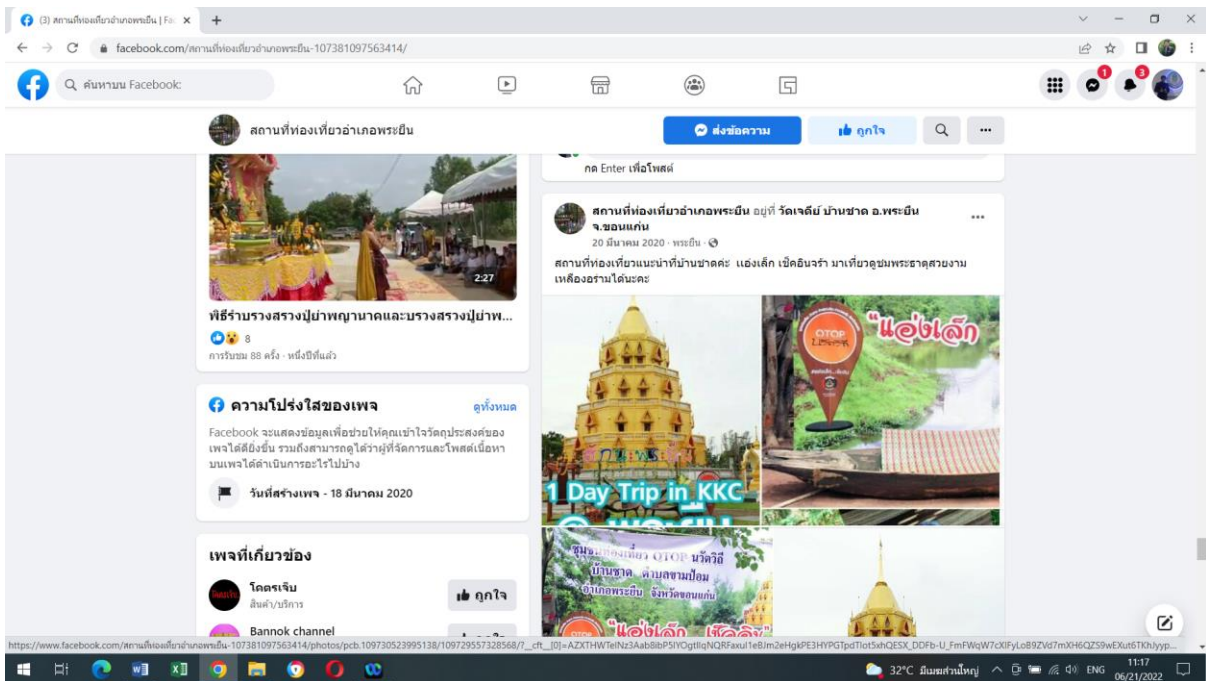 (3) สถานที่ท่องเที่ยวอำเภอพระยืน | Fac
facebook.com/สถานที่ท่องเที่ยวอำเภอพระยืน-107381097563414/
ค้นหาบน Facebook:
1
3
สถานที่ท่องเที่ยวอำเภอพระยืน
ส่งข้อความ
ถูกใจ
2:27
พิธีรำบรวงสรวงปู่ย่าพญานาคและบรวงสรวงปู่ย่าพ...
8
การรับชม 88 ครั้ง · หนึ่งปีที่แล้ว
ความโปร่งใสของเพจ
ดูทั้งหมด
Facebook จะแสดงข้อมูลเพื่อช่วยให้คุณเข้าใจวัตถุประสงค์ของ
เพจได้ดียิ่งขึ้น รวมถึงสามารถดูได้ว่าผู้ที่จัดการและโพสต์เนื้อหา
บนเพจได้ดำเนินการอะไรไปบ้าง
วันที่สร้างเพจ - 18 มีนาคม 2020
เพจที่เกี่ยวข้อง
โคตรเจ็บ
สินค้า/บริการ
ถูกใจ
Bannok channel
กด Enter เพื่อโพสต์
สถานที่ท่องเที่ยวอำเภอพระยืน อยู่ที่ วัดเจดีย์ บ้านชาด อ.พระยืน
จ.ขอนแก่น
20 มีนาคม 2020 · พระยืน ·
สถานที่ท่องเที่ยวแนะนำที่บ้านชาดค่ะ แอ่งเล็ก เช็คอินจร้า มาเที่ยวดูชมพระธาตุสวยงาม
เหลืองอร่ามได้นะคะ
1 Day Trip in KKC
@ พระยืน
OTOP
"แอ่งเล็ก
ชุมชนท่องเที่ยว OTOP นวัตวิถี
บ้านชาด ตำบลขามป้อม
อำเภอพระยืน จังหวัดขอนแก่น
"แอ่งเล็ก เช็คอิน"
32°C มีเมฆส่วนใหญ่
ENG
11:17
06/21/2022